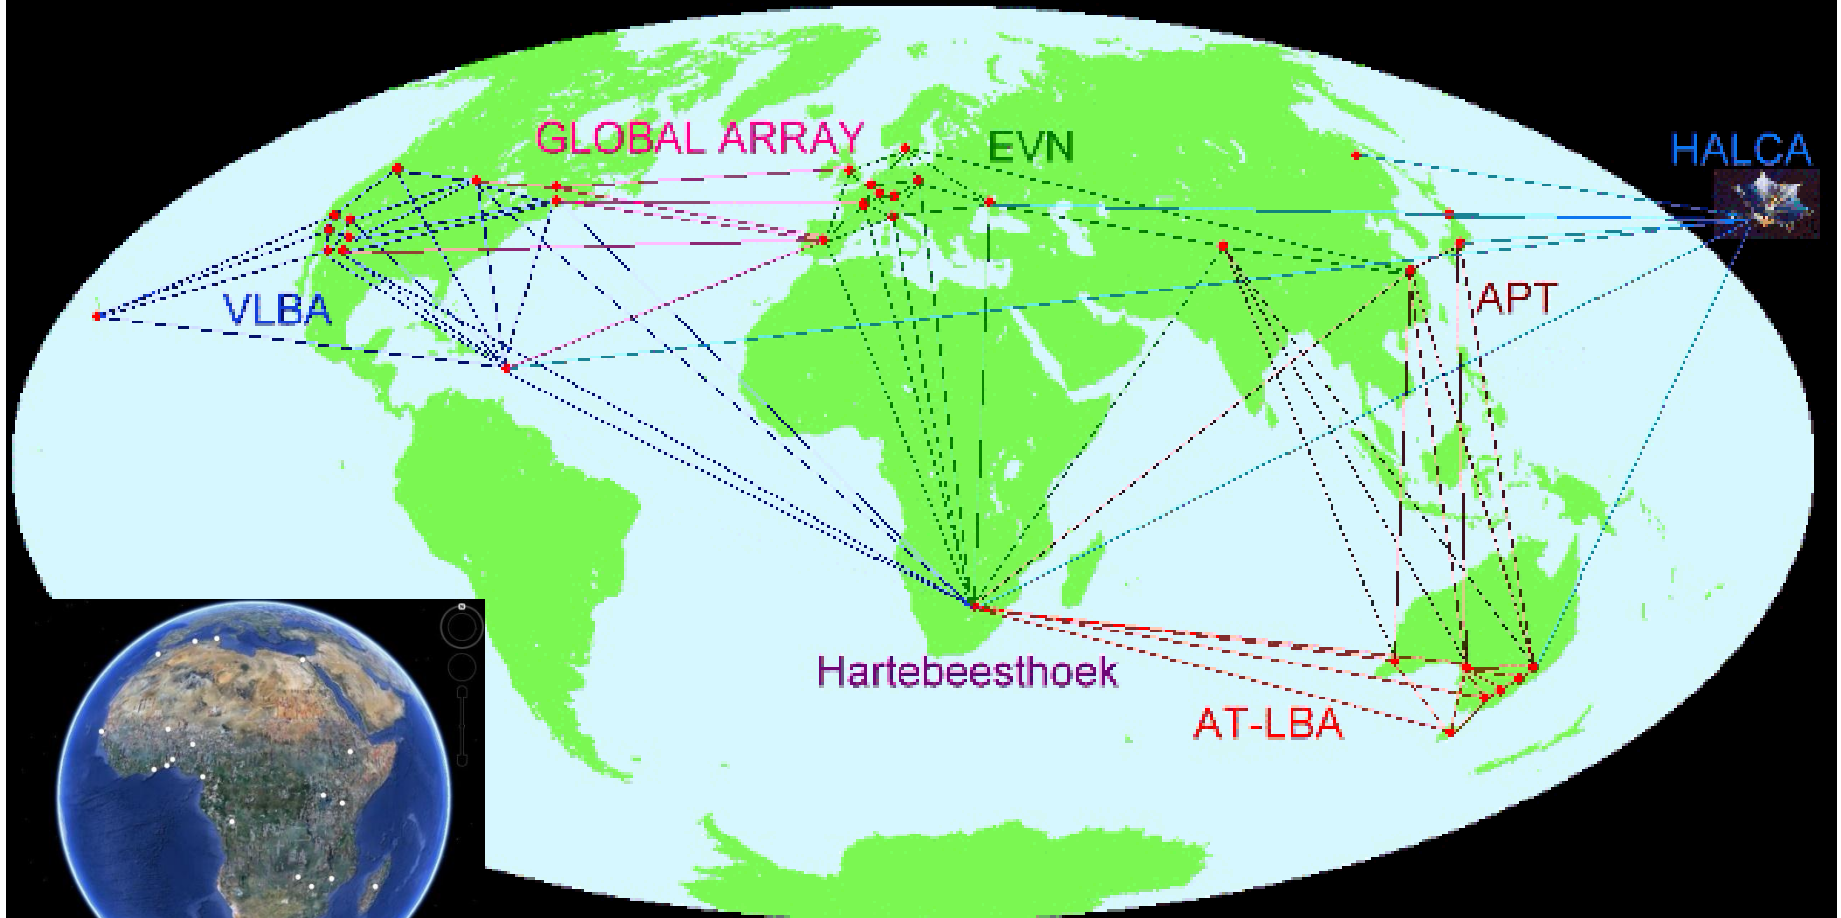 GLOBAL ARRAY
EVN
HALCA
VLBA
APT
Hartebeesthoek
AT-LBA